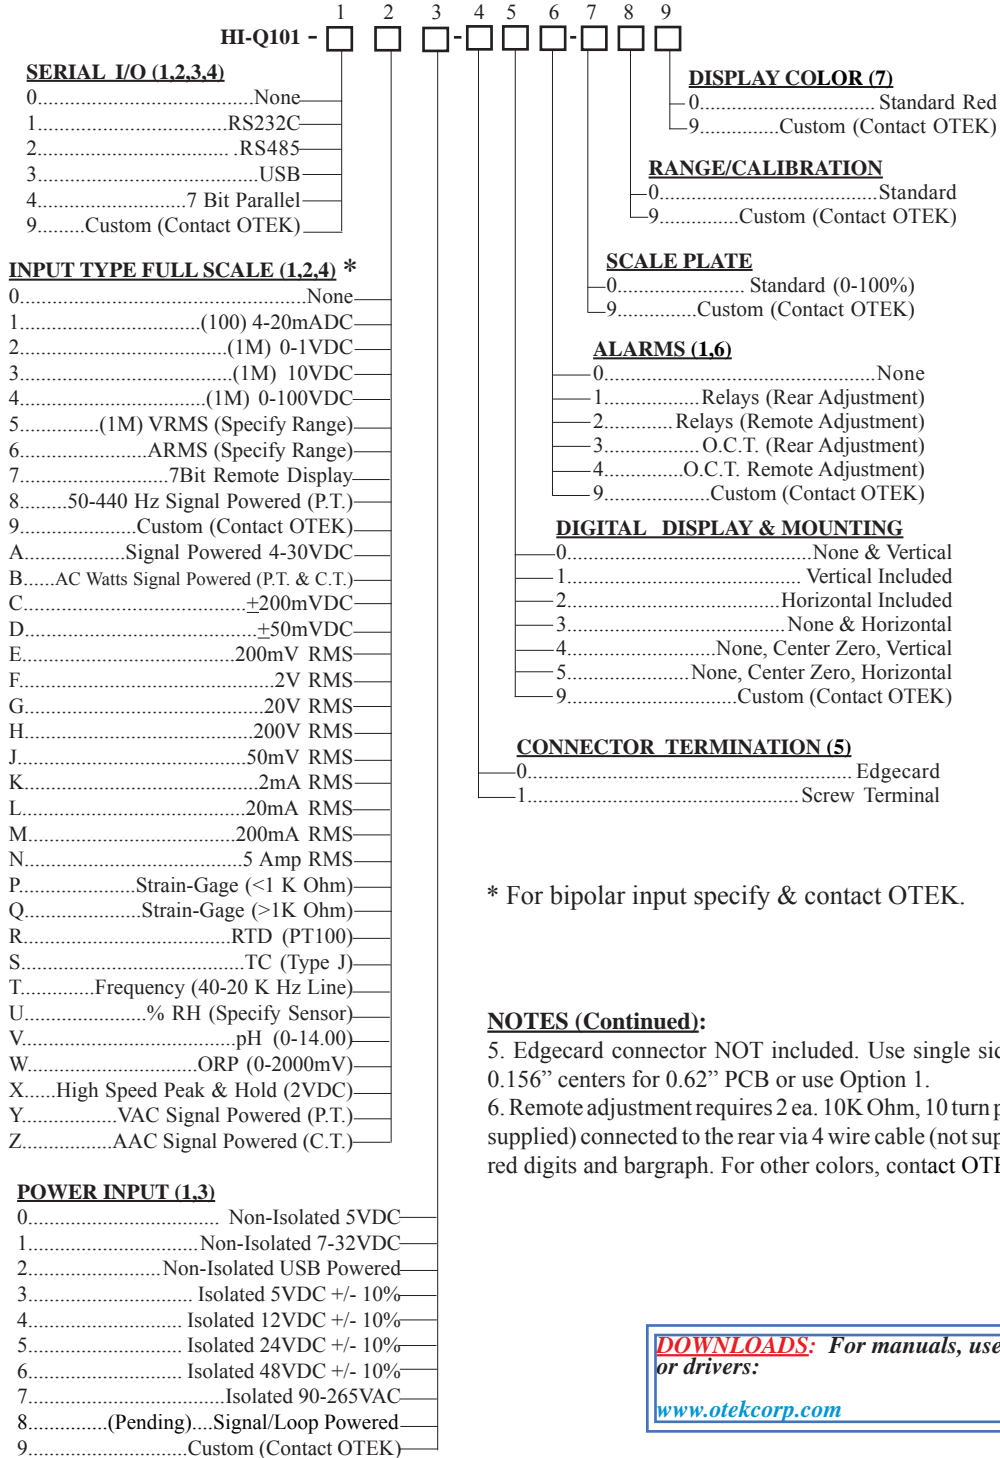 1 2 3 4 5 6 7 8 9
HI-Q101 - - -
SERIAL I/O (1,2,3,4)
0..................................None
1..............................RS232C
2.............................. .RS485
3...................................USB
4........................7 Bit Parallel
9.........Custom (Contact OTEK)
INPUT TYPE FULL SCALE (1,2,4) *
0...............................................None
1.............................(100) 4-20mADC
2..................................(1M) 0-1VDC
3...................................(1M) 10VDC
4..............................(1M) 0-100VDC
5.............(1M) VRMS (Specify Range)
6.....................ARMS (Specify Range)
7........................7Bit Remote Display
8.........50-440 Hz Signal Powered (P.T.)
9...................Custom (Contact OTEK)
A.................Signal Powered 4-30VDC
B......AC Watts Signal Powered (P.T. & C.T.)
C....................................+200mVDC
D......................................+50mVDC
E...................................200mV RMS
F.........................................2V RMS
G.......................................20V RMS
H.....................................200V RMS
J.....................................50mV RMS
K.......................................2mA RMS
L.....................................20mA RMS
M...................................200mA RMS
N....................................5 Amp RMS
P...................Strain-Gage (<1 K Ohm)
Q...................Strain-Gage (>1K Ohm)
R..................................RTD (PT100)
S.....................................TC (Type J)
T..............Frequency (40-20 K Hz Line)
U....................% RH (Specify Sensor)
V...................................pH (0-14.00)
W............................ORP (0-2000mV)
X......High Speed Peak & Hold (2VDC)
Y................VAC Signal Powered (P.T.)
Z...............AAC Signal Powered (C.T.)
POWER INPUT (1,3)
0............................... Non-Isolated 5VDC
1............................Non-Isolated 7-32VDC
2......................Non-Isolated USB Powered
3........................... Isolated 5VDC +/- 10%
4......................... Isolated 12VDC +/- 10%
5......................... Isolated 24VDC +/- 10%
6......................... Isolated 48VDC +/- 10%
7................................Isolated 90-265VAC
8............(Pending)....Signal/Loop Powered
9..........................Custom (Contact OTEK)
DISPLAY COLOR (7)
0.............................. Standard Red
9..............Custom (Contact OTEK)
RANGE/CALIBRATION
0.....................................Standard
9..............Custom (Contact OTEK)
SCALE PLATE
0...................... Standard (0-100%)
9..............Custom (Contact OTEK)
ALARMS (1,6)
0..............................................None
1.................Relays (Rear Adjustment)
2............Relays (Remote Adjustment)
3.................O.C.T. (Rear Adjustment)
4..............O.C.T. Remote Adjustment)
9...................Custom (Contact OTEK)
DIGITAL DISPLAY & MOUNTING
0..........................................None & Vertical
1........................................ Vertical Included
2.....................................Horizontal Included
3......................................None & Horizontal
4..........................None, Center Zero, Vertical
5......................None, Center Zero, Horizontal
9..............................Custom (Contact OTEK)
CONNECTOR TERMINATION (5)
0....................................................... Edgecard
1..............................................Screw Terminal
* For bipolar input specify & contact OTEK.
NOTES (Continued):
5. Edgecard connector NOT included. Use single sid
0.156” centers for 0.62” PCB or use Option 1.
6. Remote adjustment requires 2 ea. 10K Ohm, 10 turn p
supplied) connected to the rear via 4 wire cable (not sup
red digits and bargraph. For other colors, contact OTE
DOWNLOADS: For manuals, use
or drivers:
www.otekcorp.com